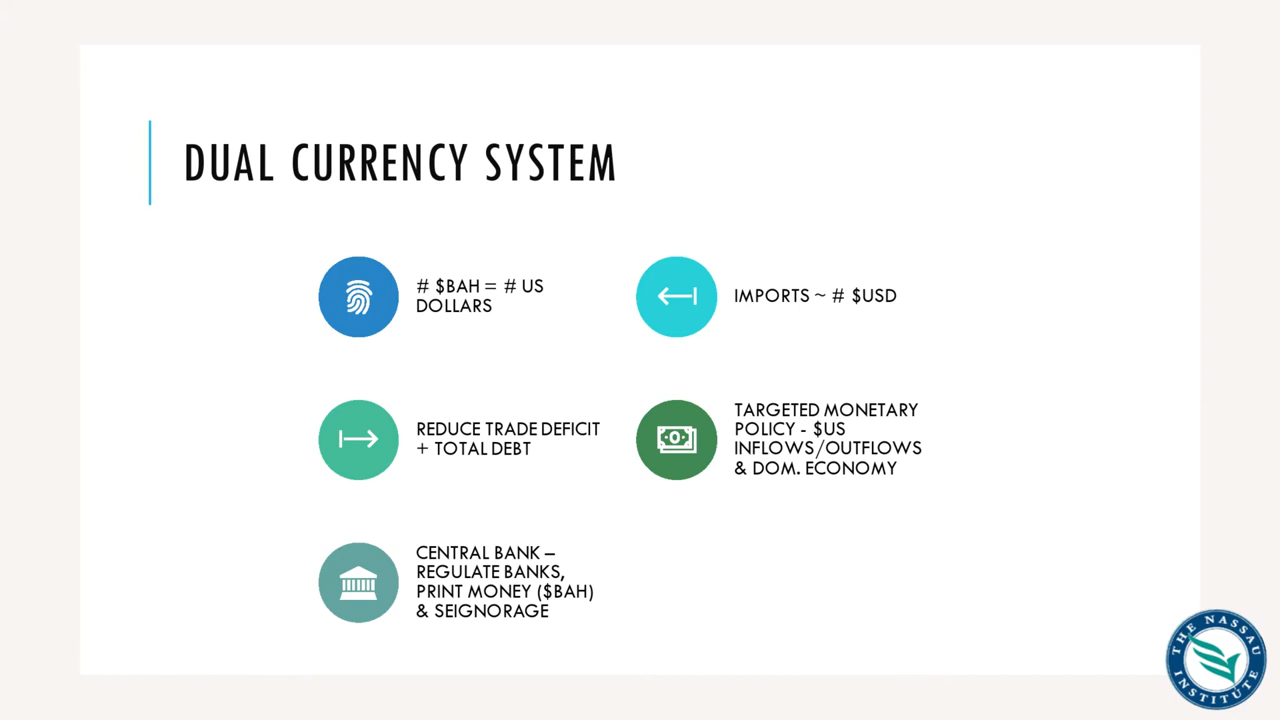 DUAL CURRENCY SYSTEM
# $BAH = # US
DOLLARS
IMPORTS ~ # $USD
REDUCE TRADE DEFICIT
+ TOTAL DEBT
TARGETED MONETARY
POLICY - $US
INFLOWS/OUTFLOWS
& DOM. ECONOMY
CENTRAL BANK –
REGULATE BANKS,
PRINT MONEY ($BAH)
& SEIGNORAGE
THE NASSAU
INSTITUTE